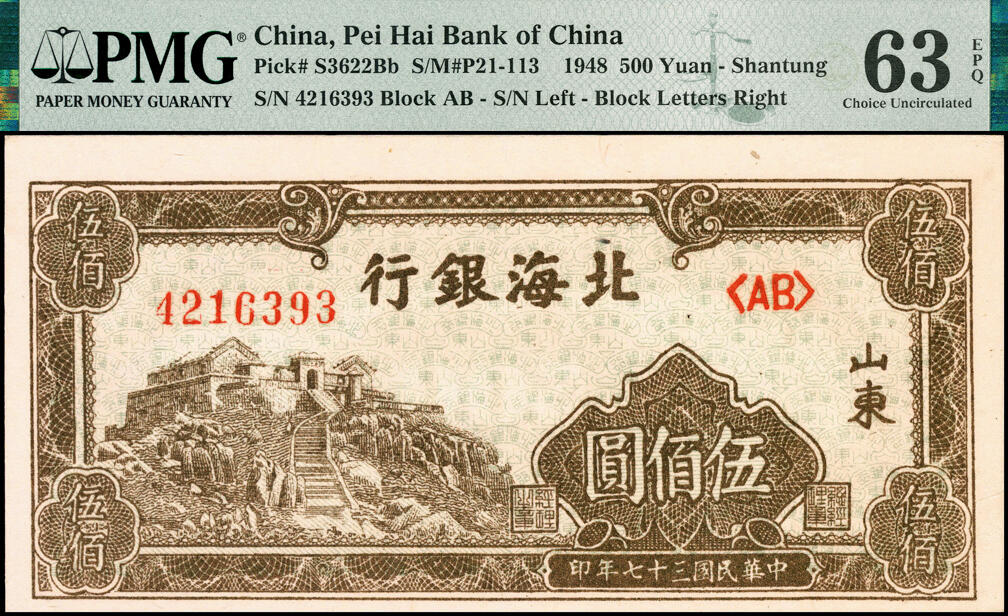 PMG®
PAPER MONEY GUARANTY
China, Pei Hai Bank of China
Pick# S3622Bb S/M#P21-113 1948 500 Yuan - Shantung
S/N 4216393 Block AB - S/N Left - Block Letters Right
63
EPQ
Choice Uncirculated
伍佰
伍佰
北海銀行
4216393
<AB>
山東
伍佰圓
伍佰
伍佰
中華民國三十七年印